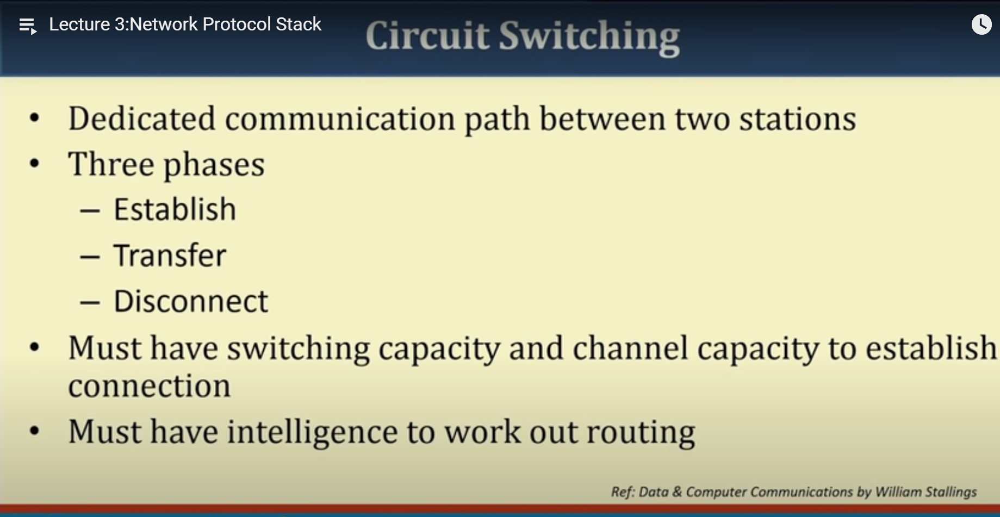 Lecture 3:Network Protocol Stack
Circuit Switching
• Dedicated communication path between two stations
• Three phases
– Establish
– Transfer
– Disconnect
• Must have switching capacity and channel capacity to establish
connection
• Must have intelligence to work out routing
Ref: Data & Computer Communications by William Stallings